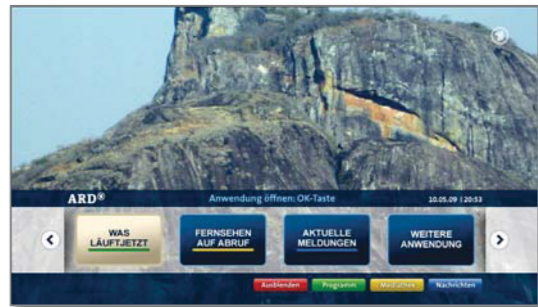 ARD Anwendung öffnen: OK-Taste 10.05.09 | 20:53
WAS
LÄUFTJETZT
FERNSEHEN
AUF ABRUF
AKTUELLE
MELDUNGEN
WEITERE
ANWENDUNG
Ausblenden Programm Mediathek Nachrichten